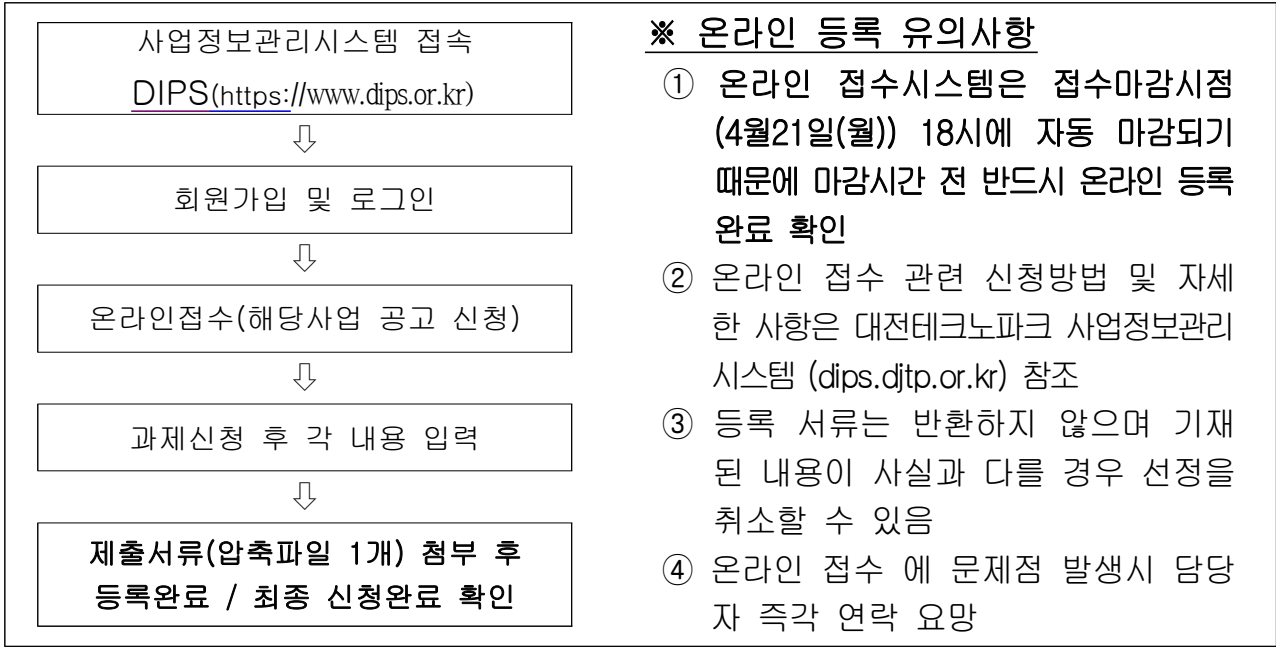 사업정보관리시스템 접속
DIPS(https://www.dips.or.kr)
⇩
회원가입 및 로그인
⇩
온라인접수(해당사업 공고 신청)
⇩
과제신청 후 각 내용 입력
⇩
제출서류(압축파일 1개) 첨부 후
등록완료 / 최종 신청완료 확인
※ 온라인 등록 유의사항
① 온라인 접수시스템은 접수마감시점
(4월21일(월)) 18시에 자동 마감되기
때문에 마감시간 전 반드시 온라인 등록
완료 확인
② 온라인 접수 관련 신청방법 및 자세
한 사항은 대전테크노파크 사업정보관리
시스템 (dips.djtp.or.kr) 참조
③ 등록 서류는 반환하지 않으며 기재
된 내용이 사실과 다를 경우 선정을
취소할 수 있음
④ 온라인 접수 에 문제점 발생시 담당
자 즉각 연락 요망